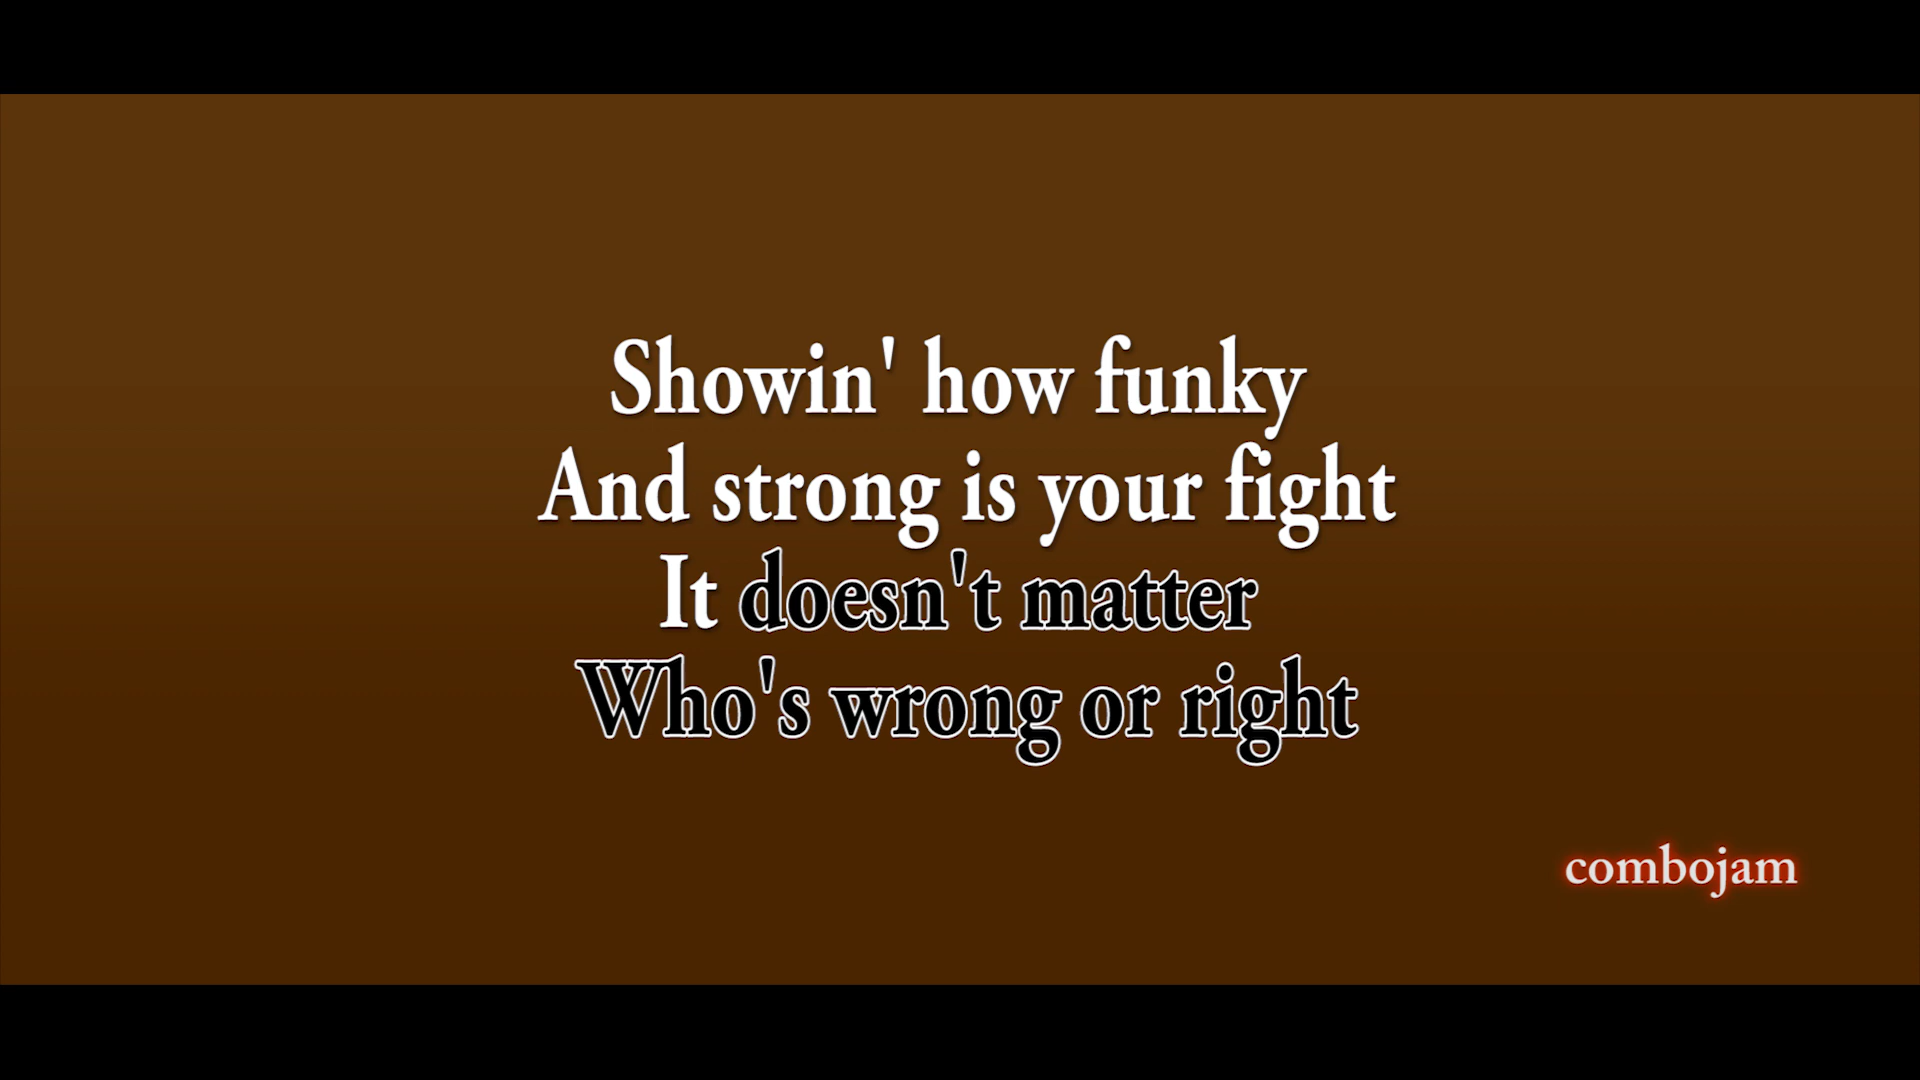 Showin' how funky
And strong is your fight
It doesn't matter
Who's wrong or right
combojam